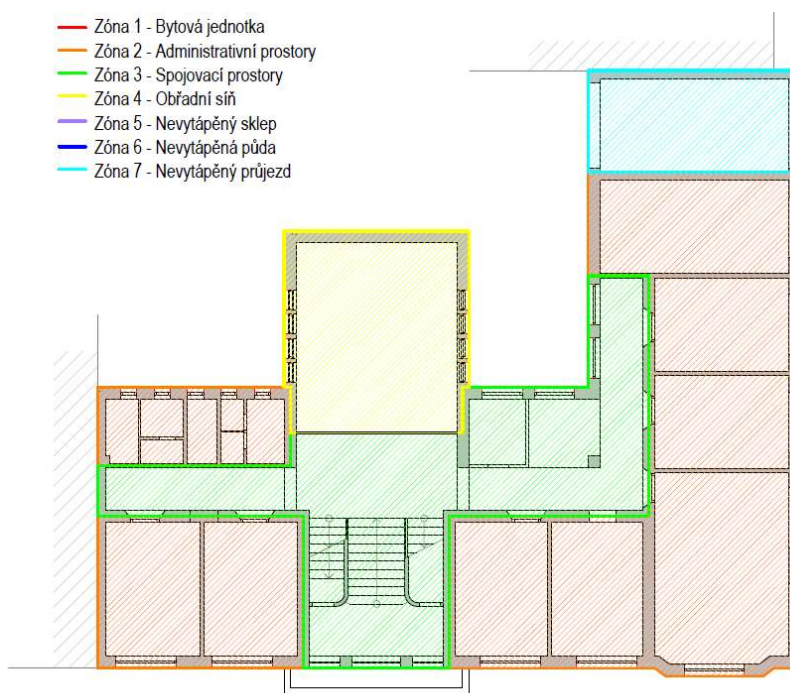 Zóna 1 - Bytová jednotka
Zóna 2 - Administrativní prostory
Zóna 3 - Spojovací prostory
Zóna 4 - Obřadní síň
Zóna 5 - Nevytápěný sklep
Zóna 6 - Nevytápěná půda
Zóna 7 - Nevytápěný průjezd